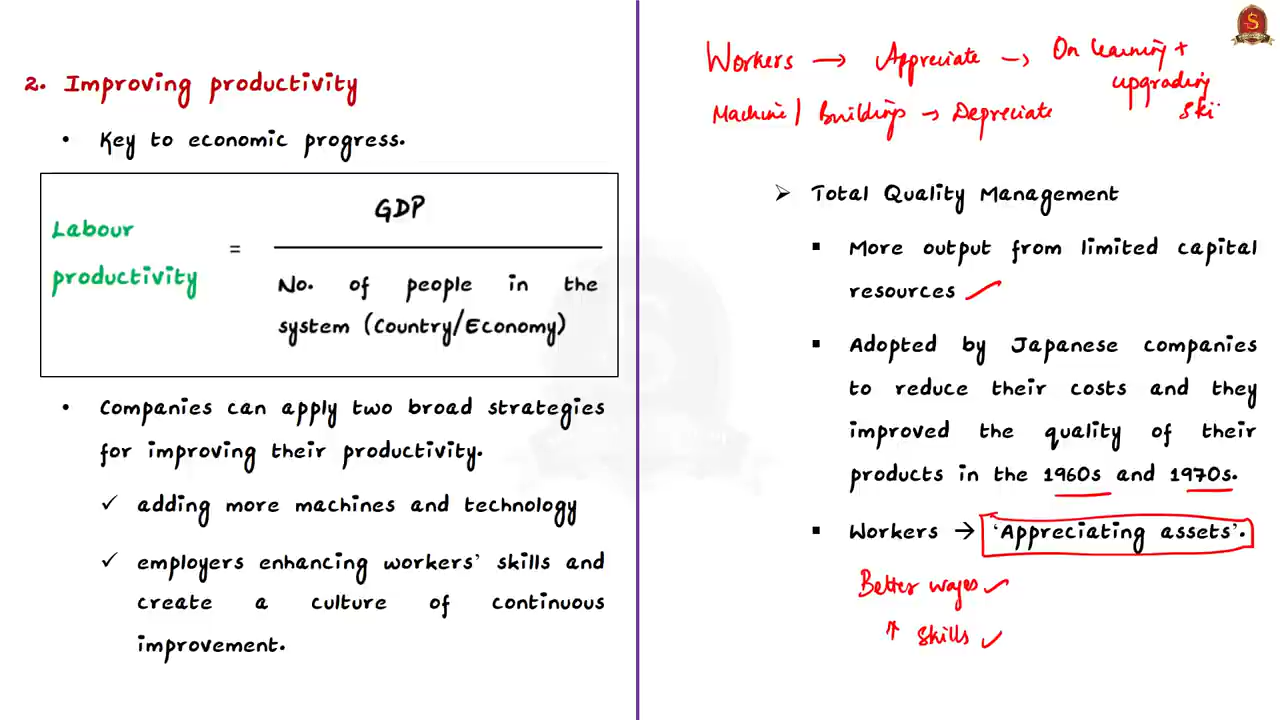 2. Improving productivity
• Key to economic progress.
Labour productivity = GDP
No. of people in the
system (Country/Economy)
• Companies can apply two broad strategies
for improving their productivity.
✓ adding more machines and technology
✓ employers enhancing workers' skills and
create a culture of continuous
improvement.
Workers → Appreciate → On learning +
upgrading
Ski
Machine / Buildings → Depreciate
➤ Total Quality Management
▪ More output from limited capital
resources ✓
▪ Adopted by Japanese companies
to reduce their costs and they
improved the quality of their
products in the 1960s and 1970s.
▪ Workers → 'Appreciating assets'.
Better wages ✓
↑ Skills ✓